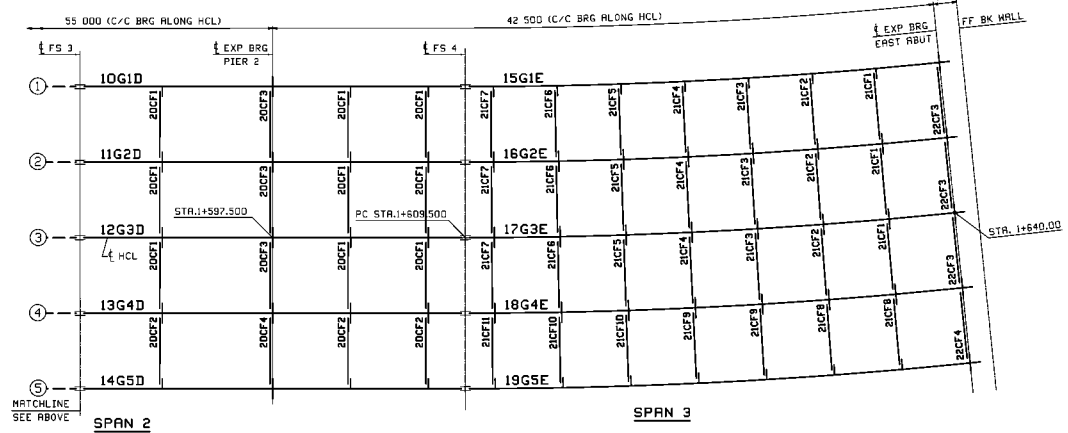 55 000 (C/C BRG ALONG HCL)
42 500 (C/C BRG ALONG HCL)
℄ FS 3
℄ EXP BRG
PIER 2
℄ FS 4
℄ EXP BRG
EAST ABUT
FF BK WALL
1 10G1D 15G1E
20CF1 20CF3 20CF1 20CF1 21CF7 21CF6 21CF5 21CF4 21CF3 21CF2 21CF1 22CF3
2 11G2D 16G2E
20CF1 20CF3 20CF1 20CF1 21CF7 21CF6 21CF5 21CF4 21CF3 21CF2 21CF1 22CF3
STA.1+597.500
PC STA.1+609.500
STA. 1+640.00
3 12G3D 17G3E
℄ HCL
20CF1 20CF3 20CF1 20CF1 21CF7 21CF6 21CF5 21CF4 21CF3 21CF2 21CF1 22CF3
4 13G4D 18G4E
20CF2 20CF4 20CF2 20CF2 21CF11 21CF10 21CF10 21CF9 21CF9 21CF8 21CF8 22CF4
5 14G5D 19G5E
MATCHLINE
SEE ABOVE
SPAN 2
SPAN 3